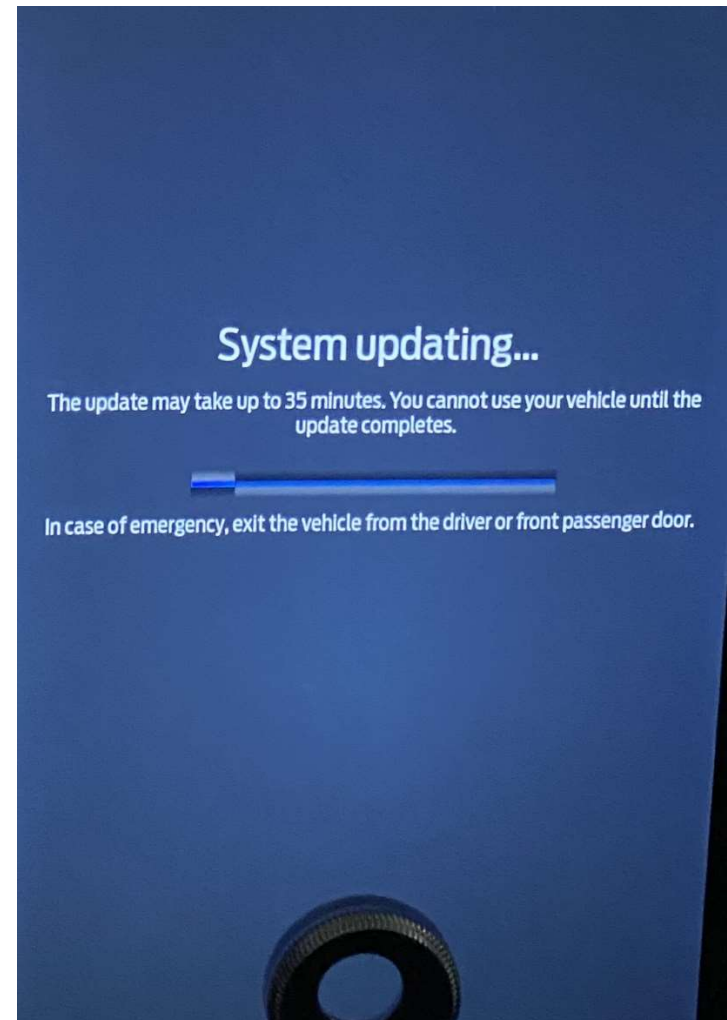 System updating...
The update may take up to 35 minutes. You cannot use your vehicle until the
update completes.
In case of emergency, exit the vehicle from the driver or front passenger door.